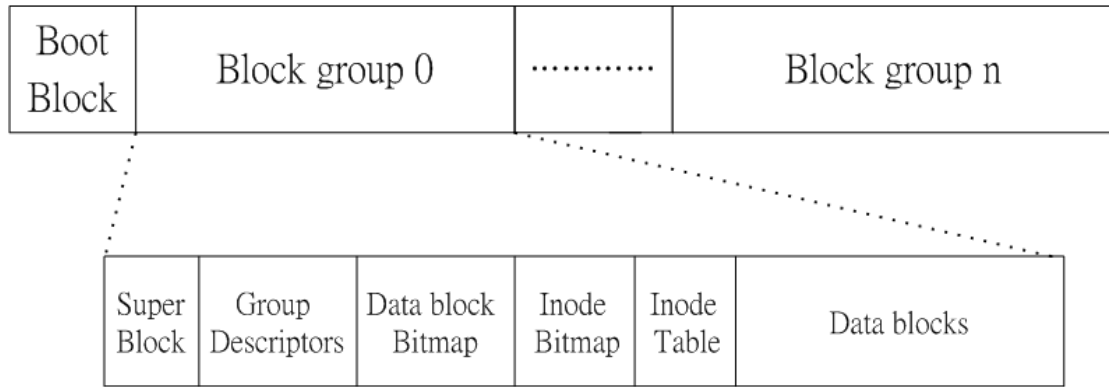 Boot
Block
Block group 0
............
Block group n
Super
Block
Group
Descriptors
Data block
Bitmap
Inode
Bitmap
Inode
Table
Data blocks